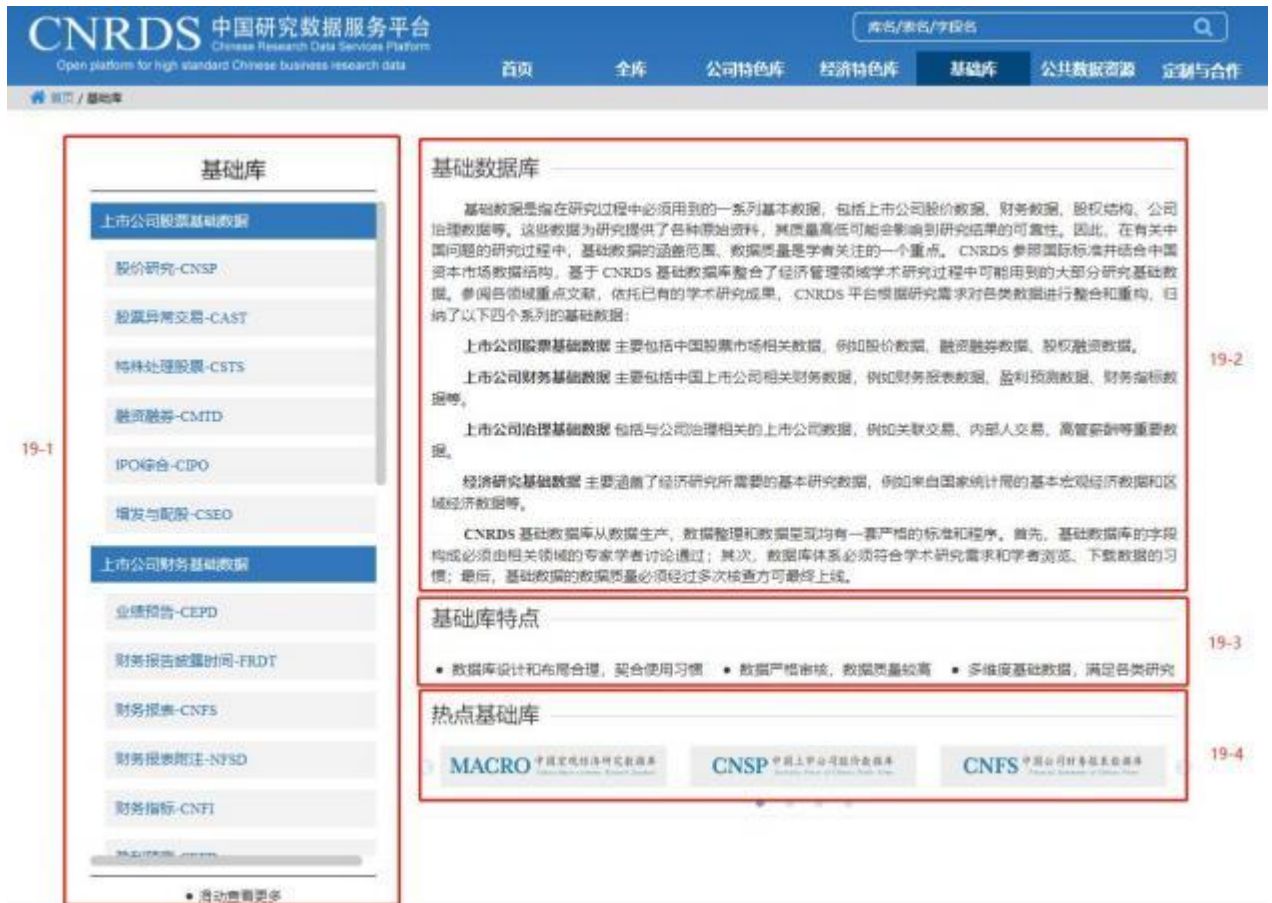 CNRDS 中国研究数据服务平台
Chinese Research Data Services Platform
Open platform for high standard Chinese business research data
库名/表名/字段名
首页 全库 公司特色库 经济特色库 基础库 公共数据资源 定制与合作
首页 / 基础库
基础库
上市公司股票基础数据
股价研究-CNSP
股票异常交易-CAST
特殊处理股票-CSTS
融资融券-CMTD
19-1
IPO综合-CIPO
增发与配股-CSEO
上市公司财务基础数据
业绩预告-CEPD
财务报告披露时间-FRDT
财务报表-CNFS
财务报表附注-NFSD
财务指标-CNFI
● 滑动查看更多
基础数据库
基础数据是指在研究过程中必须用到的一系列基本数据，包括上市公司股价数据、财务数据、股权结构、公司
治理数据等。这些数据为研究提供了各种原始资料，其质量高低可能会影响到研究结果的可靠性。因此，在有关中
国问题的研究过程中，基础数据的涵盖范围、数据质量是学者关注的一个重点。 CNRDS 参照国际标准并结合中国
资本市场数据结构，基于 CNRDS 基础数据库整合了经济管理领域学术研究过程中可能用到的大部分研究基础数
据。参阅各领域重点文献，依托已有的学术研究成果， CNRDS 平台根据研究需求对各类数据进行整合和重构，归
纳了以下四个系列的基础数据：
上市公司股票基础数据 主要包括中国股票市场相关数据，例如股价数据、融资融券数据、股权融资数据。
19-2
上市公司财务基础数据 主要包括中国上市公司相关财务数据，例如财务报表数据、盈利预测数据、财务指标数
据等。
上市公司治理基础数据 包括与公司治理相关的上市公司数据，例如关联交易、内部人交易、高管薪酬等重要数
据。
经济研究基础数据 主要涵盖了经济研究所需要的基本研究数据，例如来自国家统计局的基本宏观经济数据和区
域经济数据等。
CNRDS 基础数据库从数据生产、数据整理和数据呈现均有一套严格的标准和程序。首先，基础数据库的字段
构成必须由相关领域的专家学者讨论通过；其次，数据库体系必须符合学术研究需求和学者浏览、下载数据的习
惯；最后，基础数据的数据质量必须经过多次检查方可最终上线。
基础库特点
19-3
● 数据库设计和布局合理，契合使用习惯 ● 数据严格审核，数据质量较高 ● 多维度基础数据，满足各类研究
热点基础库
MACRO 中国宏观经济研究数据库 CNSP 中国上市公司股价数据库 CNFS 中国公司财务报表数据库
19-4